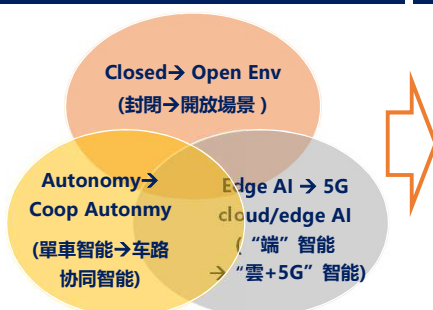 Closed→ Open Env
(封閉→開放場景 )
Autonomy→
Coop Autonmy
(單車智能→车路
协同智能)
Edge AI → 5G
cloud/edge AI
( “端” 智能
→ “雲+5G” 智能)